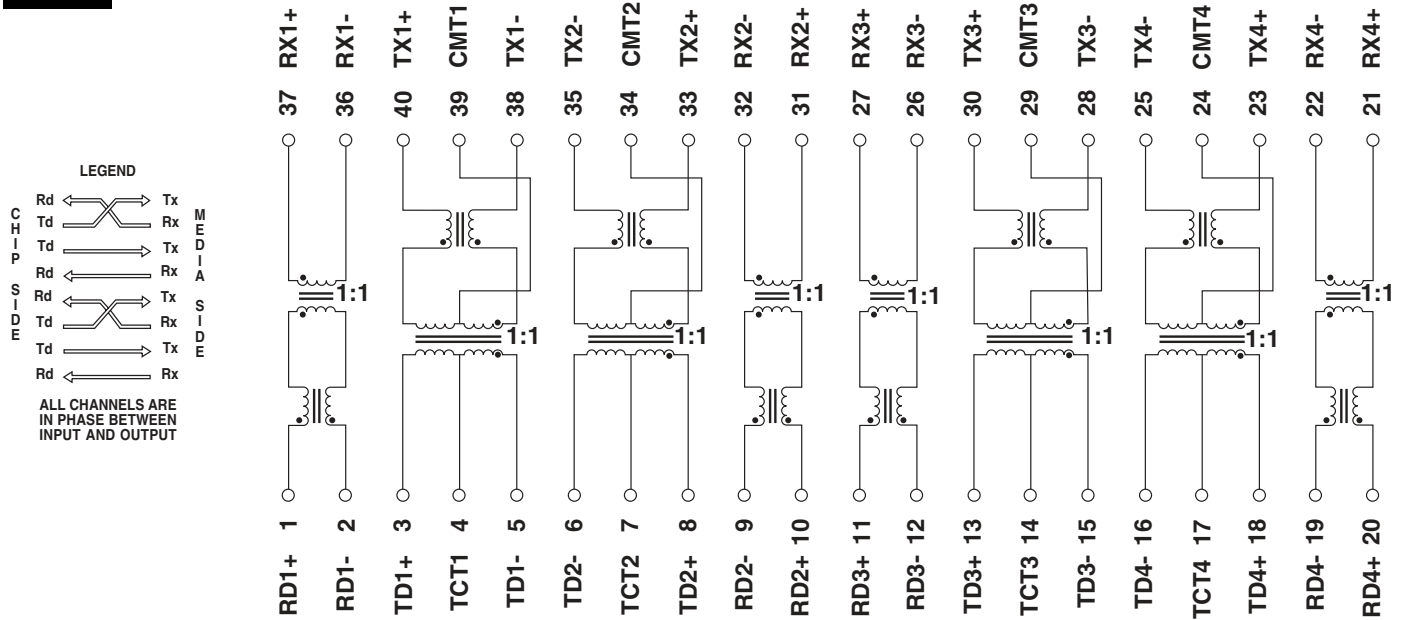 RX1+ RX1- TX1+ CMT1 TX1- TX2- CMT2 TX2+ RX2- RX2+ RX3+ RX3- TX3+ CMT3 TX3- TX4- CMT4 TX4+ RX4- RX4+
37 36 40 39 38 35 34 33 32 31 27 26 30 29 28 25 24 23 22 21
LEGEND
CHIP SIDE
MEDIA SIDE
Rd Tx
Td Rx
Td Tx
Rd Rx
Rd Tx
Td Rx
Td Tx
Rd Rx
ALL CHANNELS ARE
IN PHASE BETWEEN
INPUT AND OUTPUT
1:1 1:1 1:1 1:1 1:1 1:1 1:1 1:1
1 2 3 4 5 6 7 8 9 10 11 12 13 14 15 16 17 18 19 20
RD1+ RD1- TD1+ TCT1 TD1- TD2- TCT2 TD2+ RD2- RD2+ RD3+ RD3- TD3+ TCT3 TD3- TD4- TCT4 TD4+ RD4- RD4+